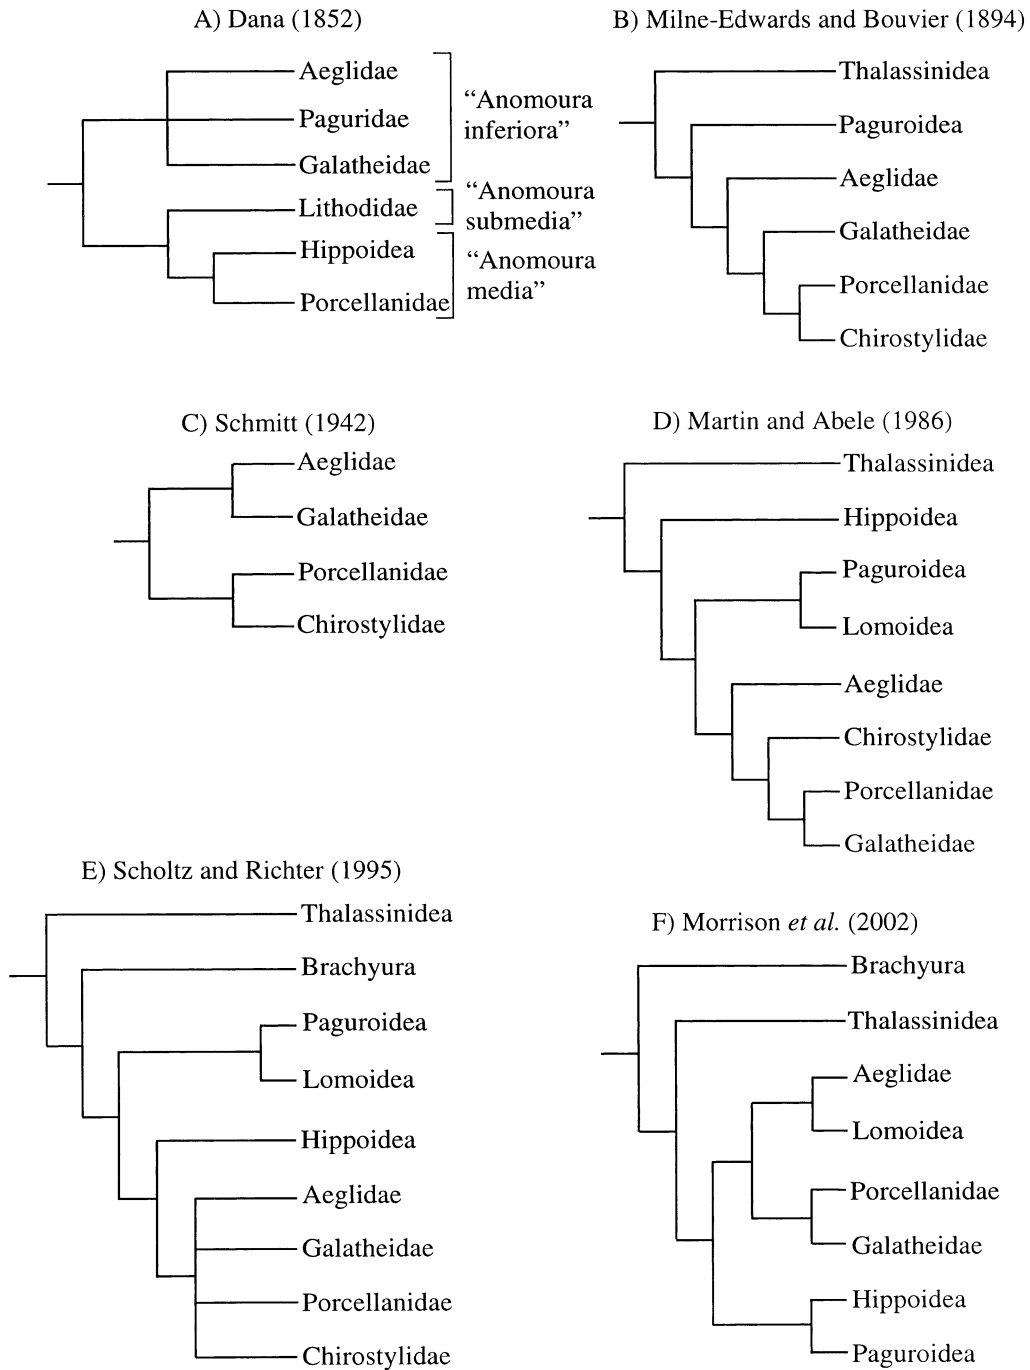 A) Dana (1852)
Aeglidae
Paguridae
Galatheidae
Lithodidae
Hippoidea
Porcellanidae
“Anomoura
inferiora”
“Anomoura
submedia”
“Anomoura
media”
B) Milne-Edwards and Bouvier (1894)
Thalassinidea
Paguroidea
Aeglidae
Galatheidae
Porcellanidae
Chirostylidae
C) Schmitt (1942)
Aeglidae
Galatheidae
Porcellanidae
Chirostylidae
D) Martin and Abele (1986)
Thalassinidea
Hippoidea
Paguroidea
Lomoidea
Aeglidae
Chirostylidae
Porcellanidae
Galatheidae
E) Scholtz and Richter (1995)
Thalassinidea
Brachyura
Paguroidea
Lomoidea
Hippoidea
Aeglidae
Galatheidae
Porcellanidae
Chirostylidae
F) Morrison et al. (2002)
Brachyura
Thalassinidea
Aeglidae
Lomoidea
Porcellanidae
Galatheidae
Hippoidea
Paguroidea